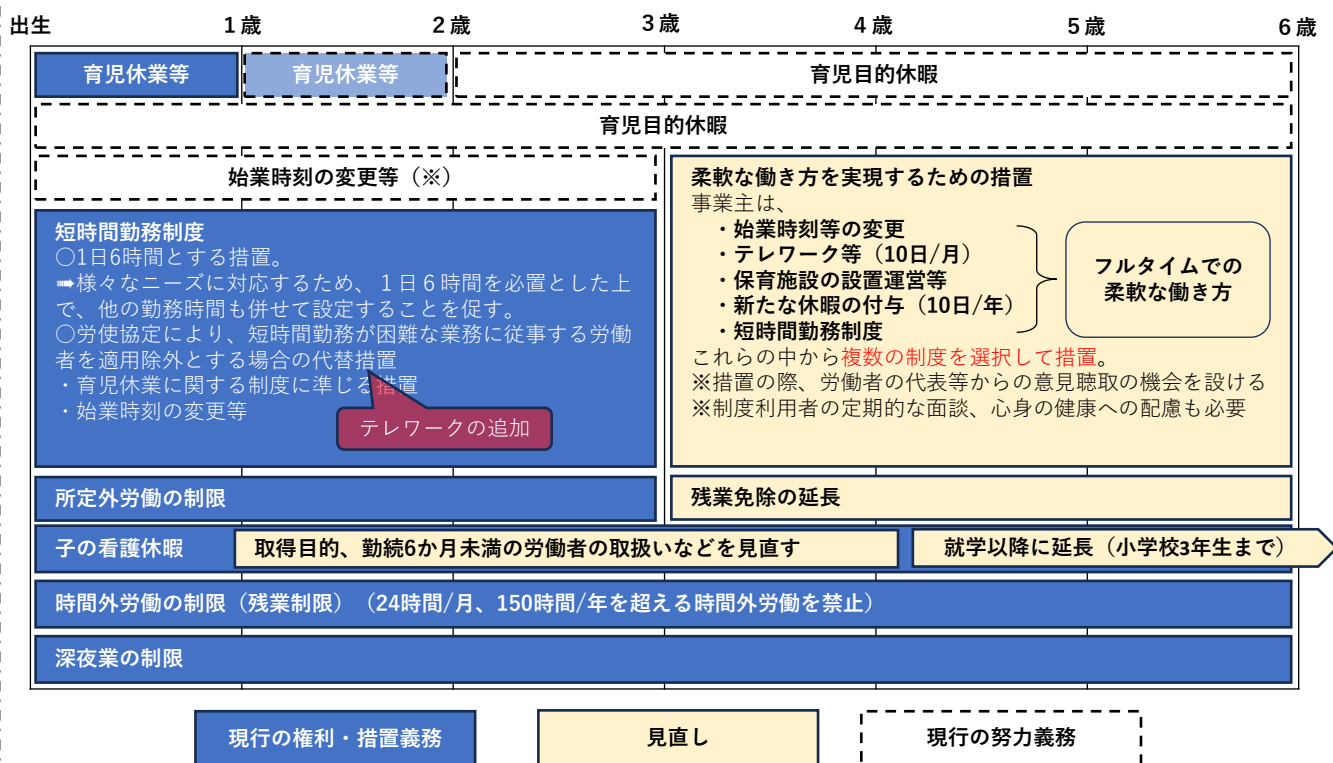 出生 1歳 2歳 3歳 4歳 5歳 6歳
育児休業等 育児休業等 育児目的休暇
育児目的休暇
始業時刻の変更等（※）
短時間勤務制度
○1日6時間とする措置。
➡様々なニーズに対応するため、１日６時間を必置とした上
で、他の勤務時間も併せて設定することを促す。
○労使協定により、短時間勤務が困難な業務に従事する労働
者を適用除外とする場合の代替措置
・育児休業に関する制度に準じる措置
・始業時刻の変更等
テレワークの追加
柔軟な働き方を実現するための措置
事業主は、
・始業時刻等の変更
・テレワーク等（10日/月）
・保育施設の設置運営等
・新たな休暇の付与（10日/年）
・短時間勤務制度
フルタイムでの
柔軟な働き方
これらの中から複数の制度を選択して措置。
※措置の際、労働者の代表等からの意見聴取の機会を設ける
※制度利用者の定期的な面談、心身の健康への配慮も必要
所定外労働の制限 残業免除の延長
子の看護休暇 取得目的、勤続6か月未満の労働者の取扱いなどを見直す 就学以降に延長（小学校3年生まで）
時間外労働の制限（残業制限）（24時間/月、150時間/年を超える時間外労働を禁止）
深夜業の制限
現行の権利・措置義務 見直し 現行の努力義務